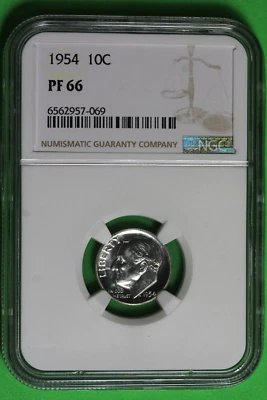 1954 10C
PF 66
6562957-069
NUMISMATIC GUARANTY COMPANY
NGC
LIBERTY
1954